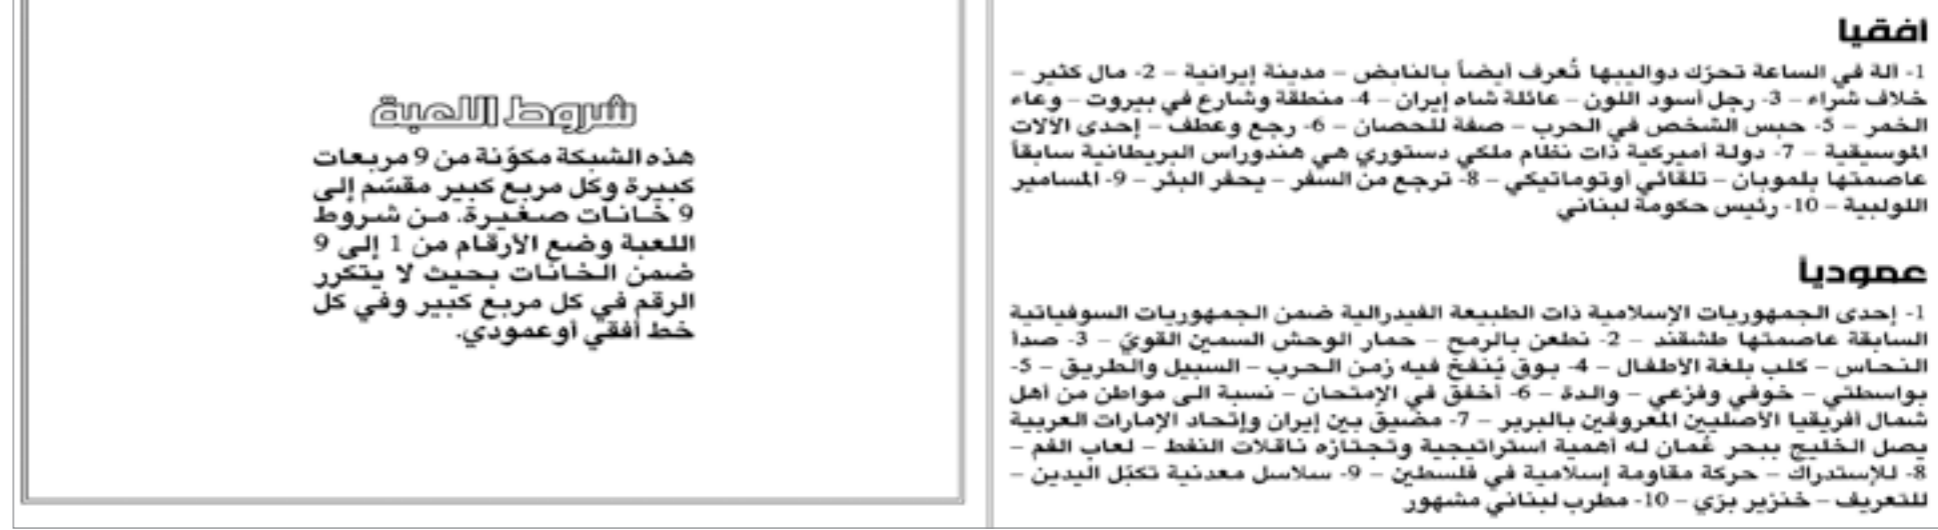 افقيا
1- آلة في الساعة تحرّك دواليبها تُعرف أيضاً بالنابض – مدينة إيرانية – 2- مال كثير –
خلاف شراء – 3- رجل أسود اللون – عائلة شاه إيران – 4- منطقة وشارع في بيروت – وعاء
الخمر – 5- حبس الشخص في الحرب – صفة للحصان – 6- رجع وعطف – إحدى الآلات
الموسيقية – 7- دولة أميركية ذات نظام ملكي دستوري هي هندوراس البريطانية سابقاً
عاصمتها بلموبان – تلقائي أوتوماتيكي – 8- ترجع من السفر – يحفر البئر – 9- المسامير
اللولبية – 10- رئيس حكومة لبناني
عموديا
1- إحدى الجمهوريات الإسلامية ذات الطبيعة الفيدرالية ضمن الجمهوريات السوفياتية
السابقة عاصمتها طشقند – 2- نطعن بالرمح – حمار الوحش السمين القويّ – 3- صدأ
النحاس – كلب بلغة الأطفال – 4- بوق يُنفخ فيه زمن الحرب – السبيل والطريق – 5-
بواسطتي – خوفي وفزعي – والدة – 6- أخفق في الإمتحان – نسبة الى مواطن من أهل
شمال أفريقيا الأصليين المعروفين بالبربر – 7- مضيق بين إيران وإتحاد الإمارات العربية
يصل الخليج ببحر عُمان له أهمية استراتيجية وتجتازه ناقلات النفط – لعاب الفم –
8- للإستدراك – حركة مقاومة إسلامية في فلسطين – 9- سلاسل معدنية تكبّل اليدين –
للتعريف – خنزير برّي – 10- مطرب لبناني مشهور
شروط اللعبة
هذه الشبكة مكوّنة من 9 مربعات
كبيرة وكل مربع كبير مقسّم إلى
9 خانات صغيرة. من شروط
اللعبة وضع الأرقام من 1 إلى 9
ضمن الخانات بحيث لا يتكرر
الرقم في كل مربع كبير وفي كل
خط أفقي أوعمودي.